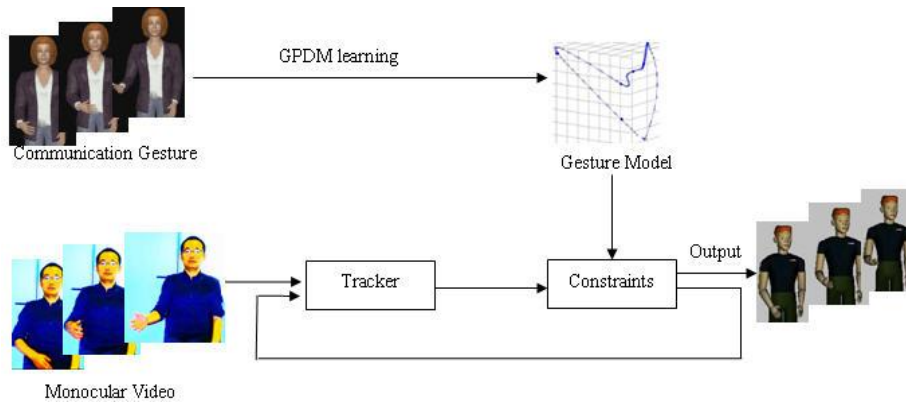 GPDM learning
Communication Gesture
Gesture Model
Output
Tracker
Constraints
Monocular Video